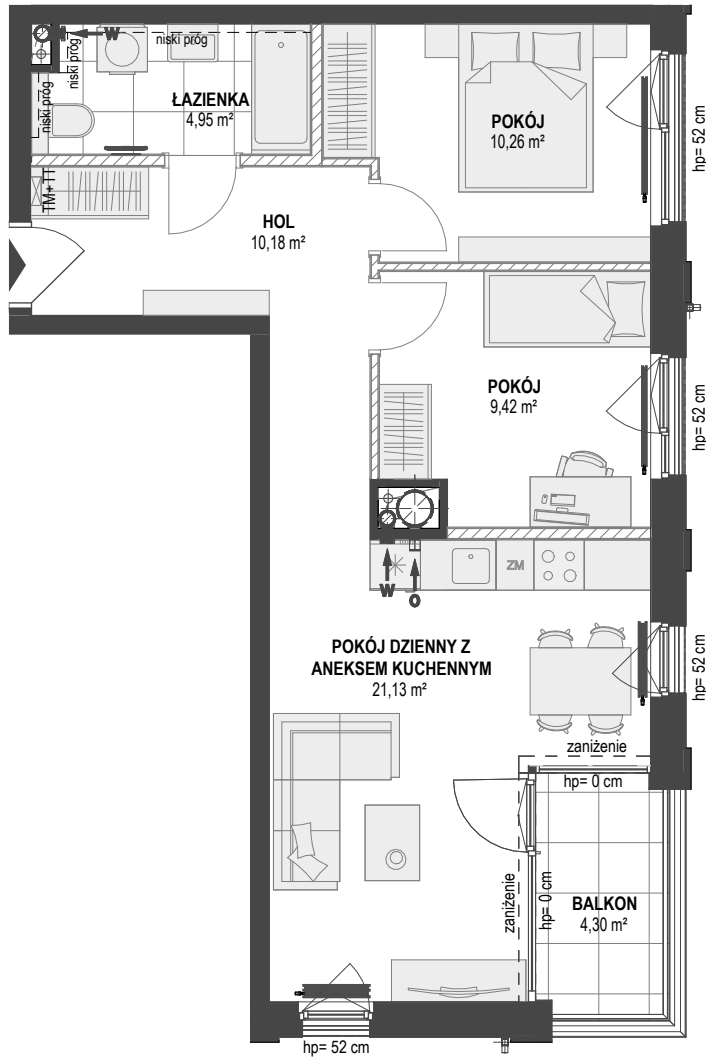 W
niski próg
niski próg
niski próg
ŁAZIENKA
4,95 m²
POKÓJ
10,26 m²
hp= 52 cm
TM+TT
HOL
10,18 m²
POKÓJ
9,42 m²
hp= 52 cm
ZM
W
O
POKÓJ DZIENNY Z
ANEKSEM KUCHENNYM
21,13 m²
hp= 52 cm
zaniżenie
hp= 0 cm
zaniżenie
hp= 0 cm
BALKON
4,30 m²
hp= 52 cm